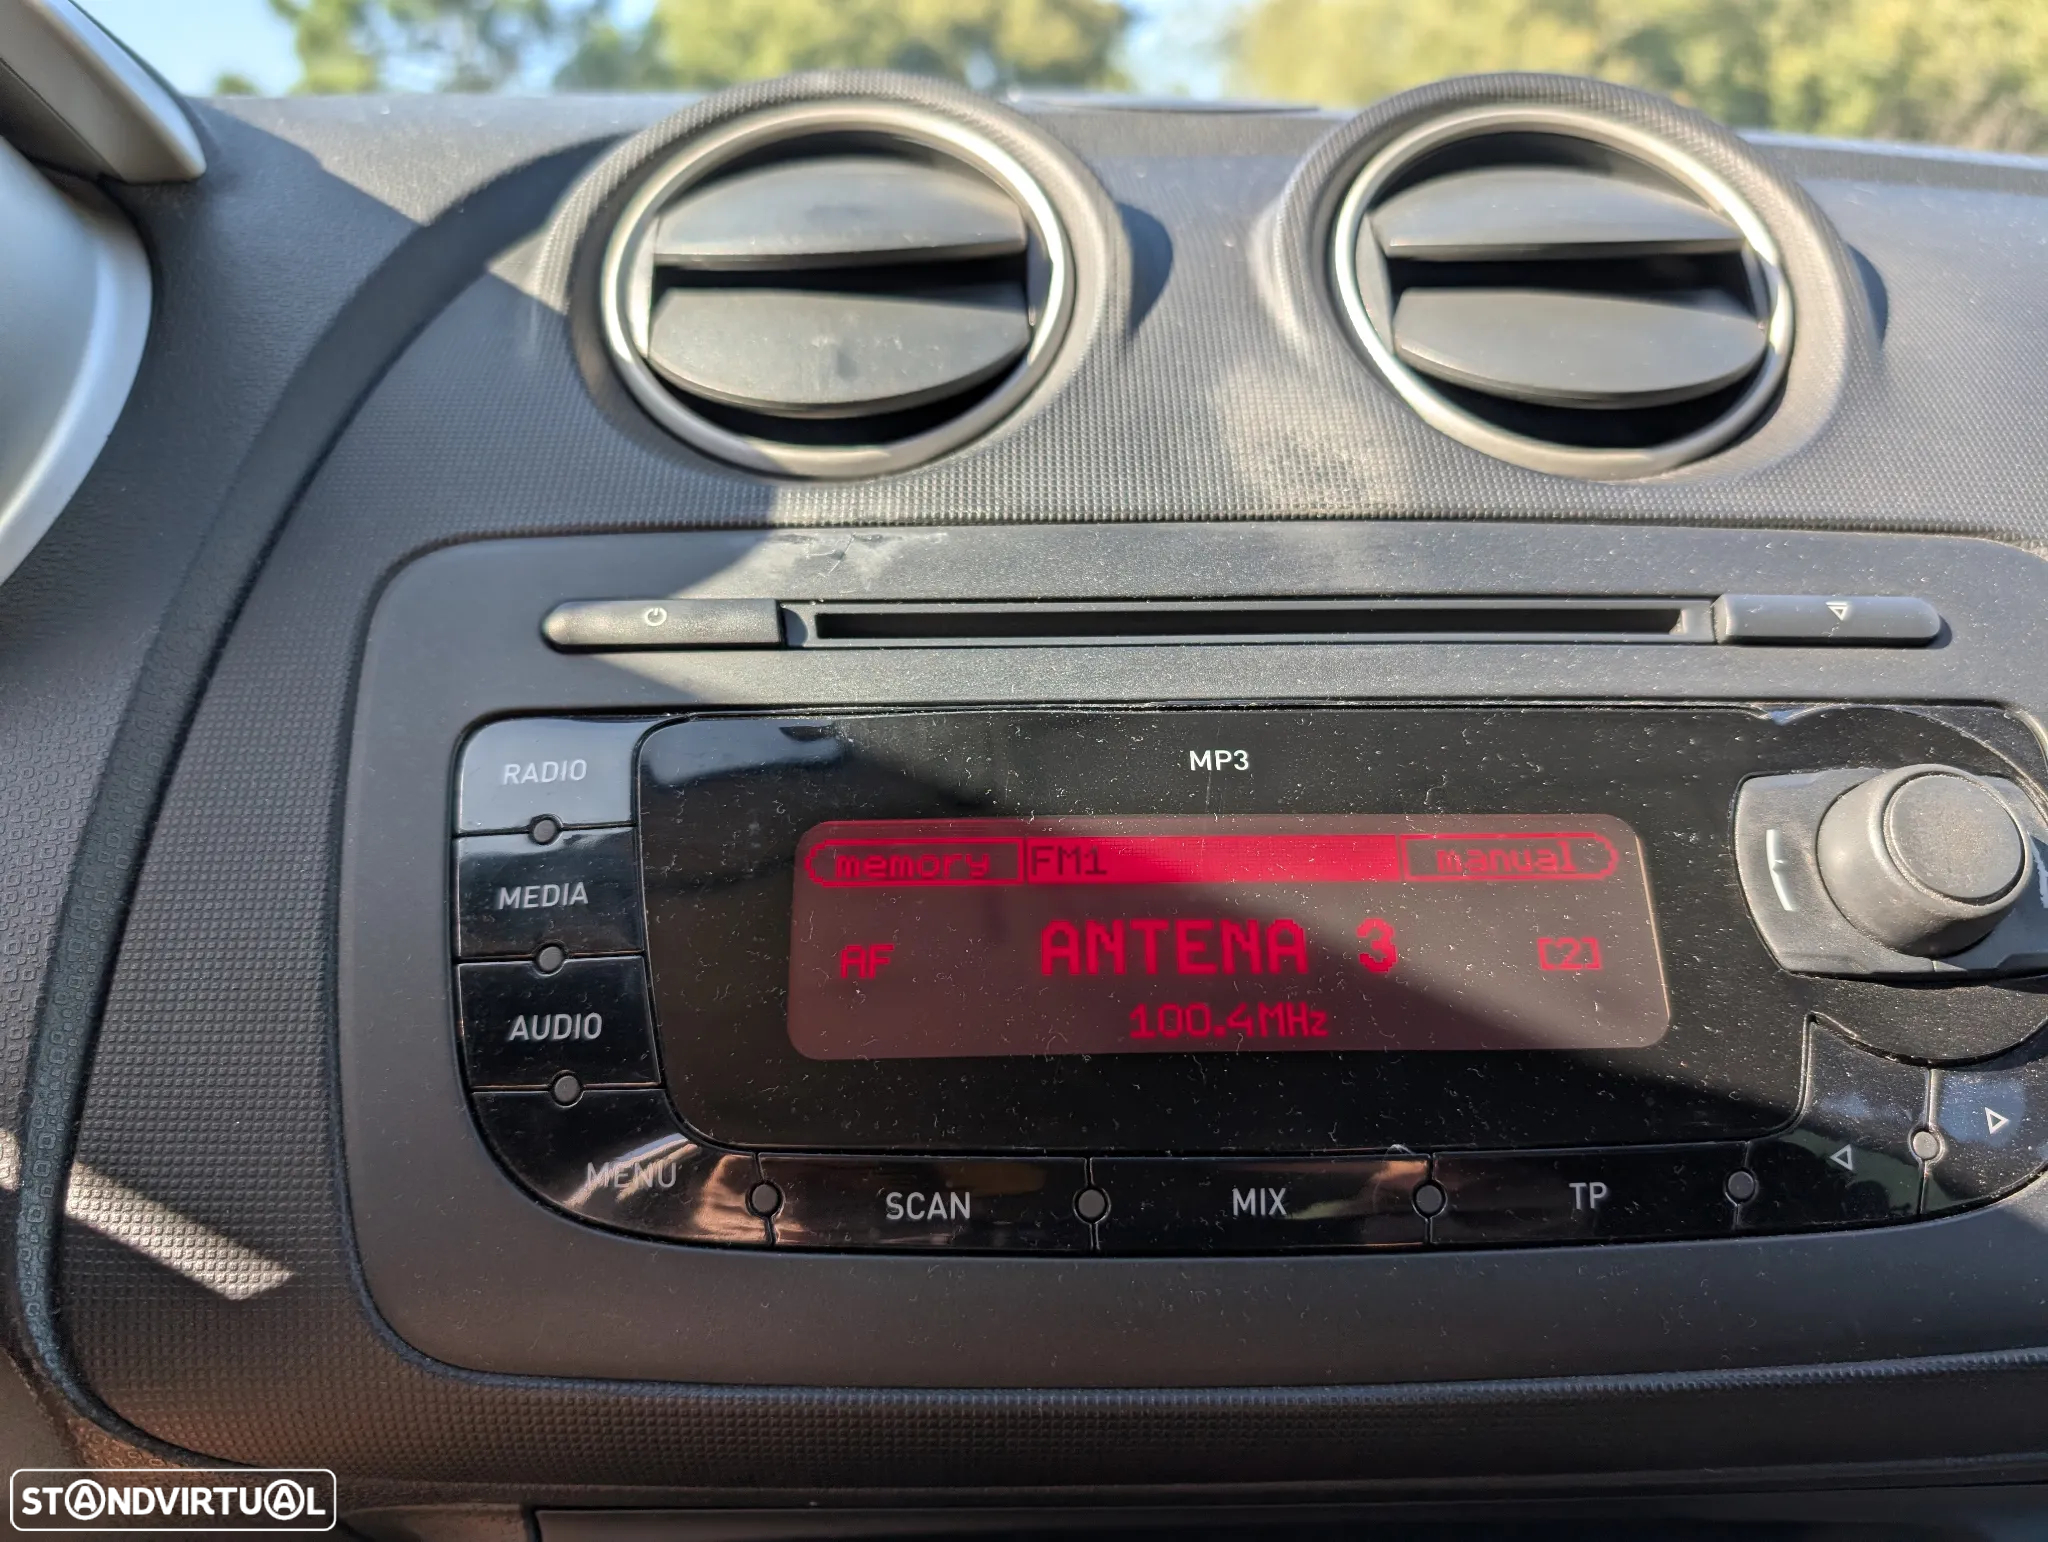 MP3
RADIO
memory FM1 manual
MEDIA
AF ANTENA 3 [2]
100.4MHz
AUDIO
MENU SCAN MIX TP
STANDVIRTUAL